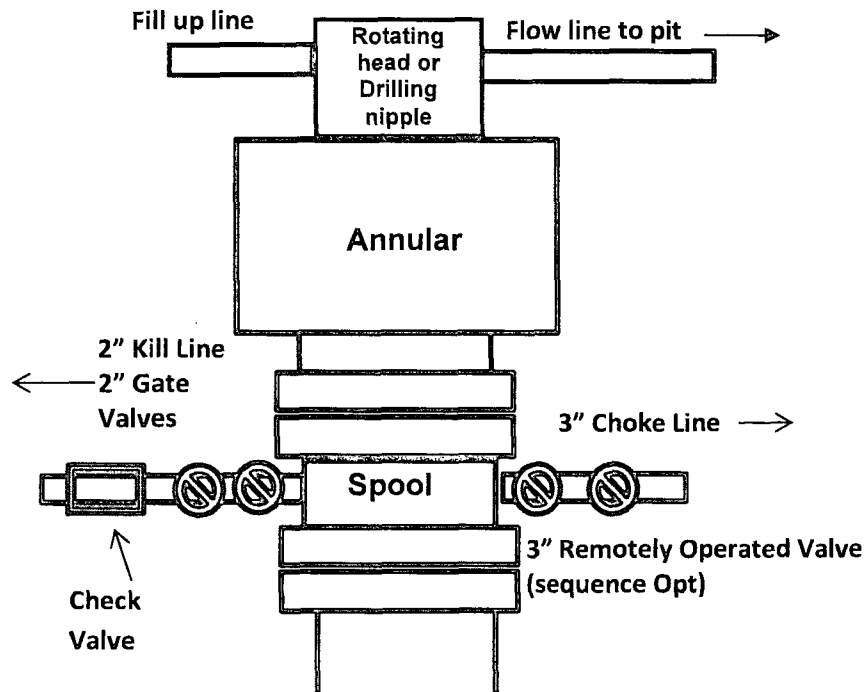 Fill up line
Rotating
head or
Drilling
nipple
Flow line to pit
Annular
2” Kill Line
2” Gate
Valves
3” Choke Line
Spool
3” Remotely Operated Valve
(sequence Opt)
Check
Valve